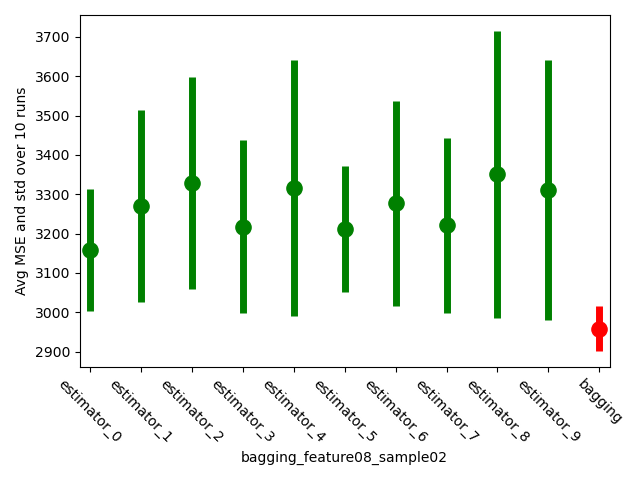 Avg MSE and std over 10 runs
3700
3600
3500
3400
3300
3200
3100
3000
2900
estimator_0
estimator_1
estimator_2
estimator_3
estimator_4
estimator_5
estimator_6
estimator_7
estimator_8
estimator_9
bagging
bagging_feature08_sample02